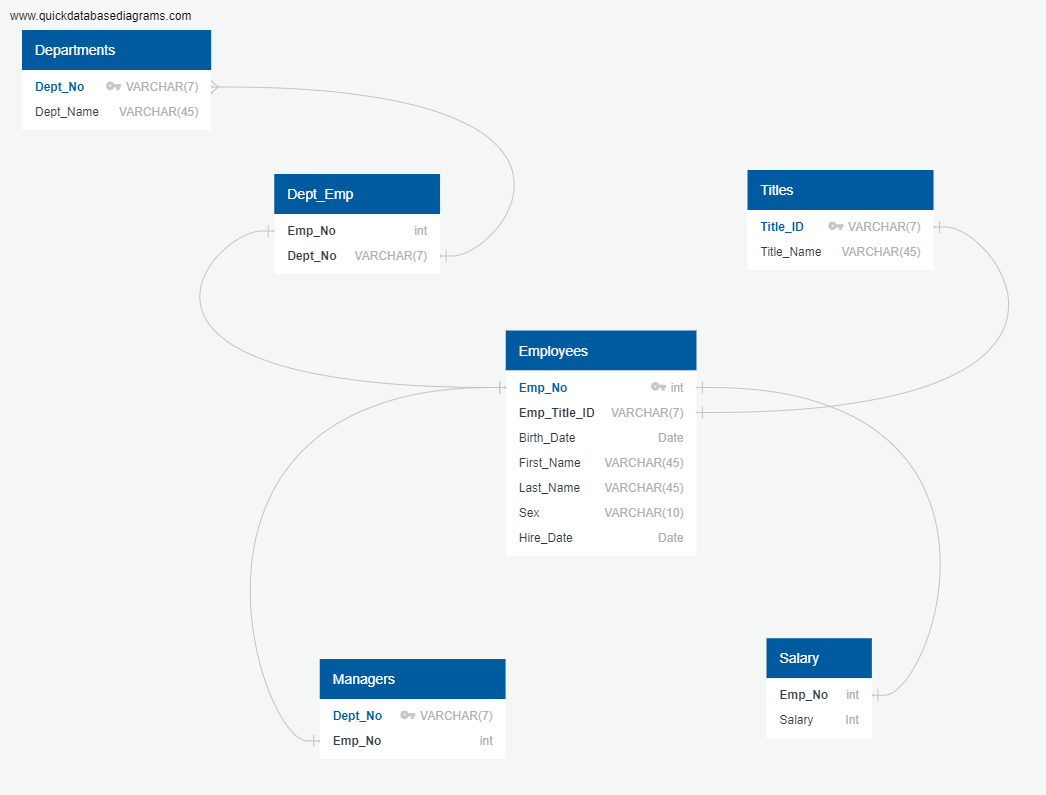 www.quickdatabasediagrams.com
Departments
Dept_No VARCHAR(7)
Dept_Name VARCHAR(45)
Dept_Emp
Emp_No int
Dept_No VARCHAR(7)
Titles
Title_ID VARCHAR(7)
Title_Name VARCHAR(45)
Employees
Emp_No int
Emp_Title_ID VARCHAR(7)
Birth_Date Date
First_Name VARCHAR(45)
Last_Name VARCHAR(45)
Sex VARCHAR(10)
Hire_Date Date
Managers
Dept_No VARCHAR(7)
Emp_No int
Salary
Emp_No int
Salary Int